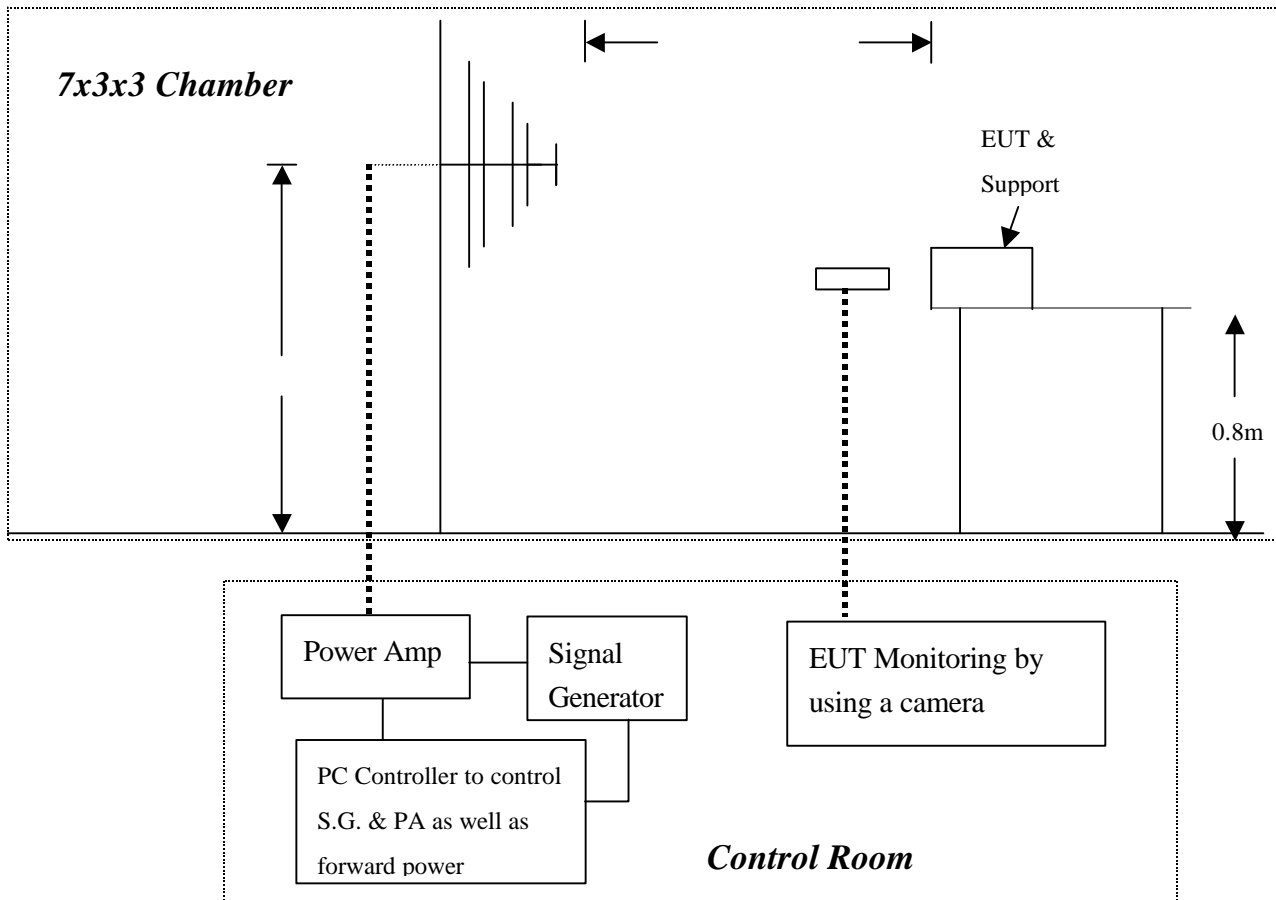 7x3x3 Chamber
EUT &
Support
0.8m
Power Amp
Signal
Generator
EUT Monitoring by
using a camera
PC Controller to control
S.G. & PA as well as
forward power
Control Room